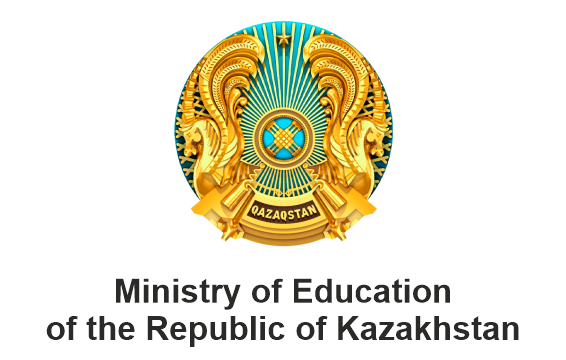 QAZAQSTAN
Ministry of Education
of the Republic of Kazakhstan